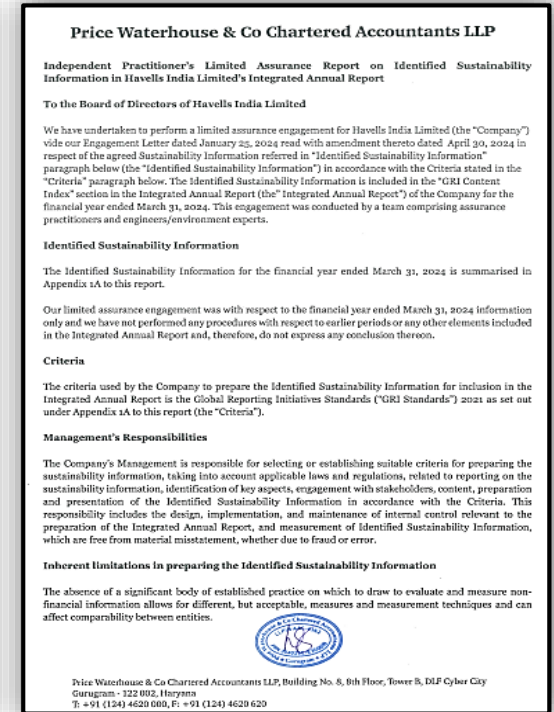 Price Waterhouse & Co Chartered Accountants LLP
Independent Practitioner's Limited Assurance Report on Identified Sustainability
Information in Havells India Limited's Integrated Annual Report
To the Board of Directors of Havells India Limited
We have undertaken to perform a limited assurance engagement for Havells India Limited (the "Company")
vide our Engagement Letter dated January 25, 2024 read with amendment thereto dated April 30, 2024 in
respect of the agreed Sustainability Information referred in "Identified Sustainability Information"
paragraph below (the "Identified Sustainability Information") in accordance with the Criteria stated in the
"Criteria" paragraph below. The Identified Sustainability Information is included in the "GRI Content
Index" section in the Integrated Annual Report (the" Integrated Annual Report") of the Company for the
financial year ended March 31, 2024. This engagement was conducted by a team comprising assurance
practitioners and engineers/environment experts.
Identified Sustainability Information
The Identified Sustainability Information for the financial year ended March 31, 2024 is summarised in
Appendix 1A to this report.
Our limited assurance engagement was with respect to the financial year ended March 31, 2024 information
only and we have not performed any procedures with respect to earlier periods or any other elements included
in the Integrated Annual Report and, therefore, do not express any conclusion thereon.
Criteria
The criteria used by the Company to prepare the Identified Sustainability Information for inclusion in the
Integrated Annual Report is the Global Reporting Initiatives Standards ("GRI Standards") 2021 as set out
under Appendix 1A to this report (the "Criteria").
Management's Responsibilities
The Company's Management is responsible for selecting or establishing suitable criteria for preparing the
sustainability information, taking into account applicable laws and regulations, related to reporting on the
sustainability information, identification of key aspects, engagement with stakeholders, content, preparation
and presentation of the Identified Sustainability Information in accordance with the Criteria. This
responsibility includes the design, implementation, and maintenance of internal control relevant to the
preparation of the Integrated Annual Report, and measurement of Identified Sustainability Information,
which are free from material misstatement, whether due to fraud or error.
Inherent limitations in preparing the Identified Sustainability Information
The absence of a significant body of established practice on which to draw to evaluate and measure non-
financial information allows for different, but acceptable, measures and measurement techniques and can
affect comparability between entities.
& Co Chartered Accountants
Gurugram
Price Waterhouse & Co Chartered Accountants LLP, Building No. 8, 8th Floor, Tower B, DLF Cyber City
Gurugram - 122 002, Haryana
T: +91 (124) 4620 000, F: +91 (124) 4620 620